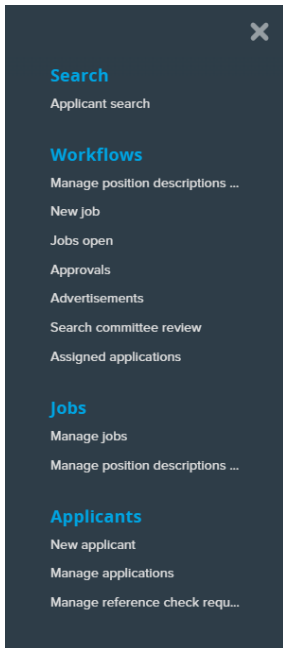 Search
Applicant search
Workflows
Manage position descriptions ...
New job
Jobs open
Approvals
Advertisements
Search committee review
Assigned applications
Jobs
Manage jobs
Manage position descriptions ...
Applicants
New applicant
Manage applications
Manage reference check requ...